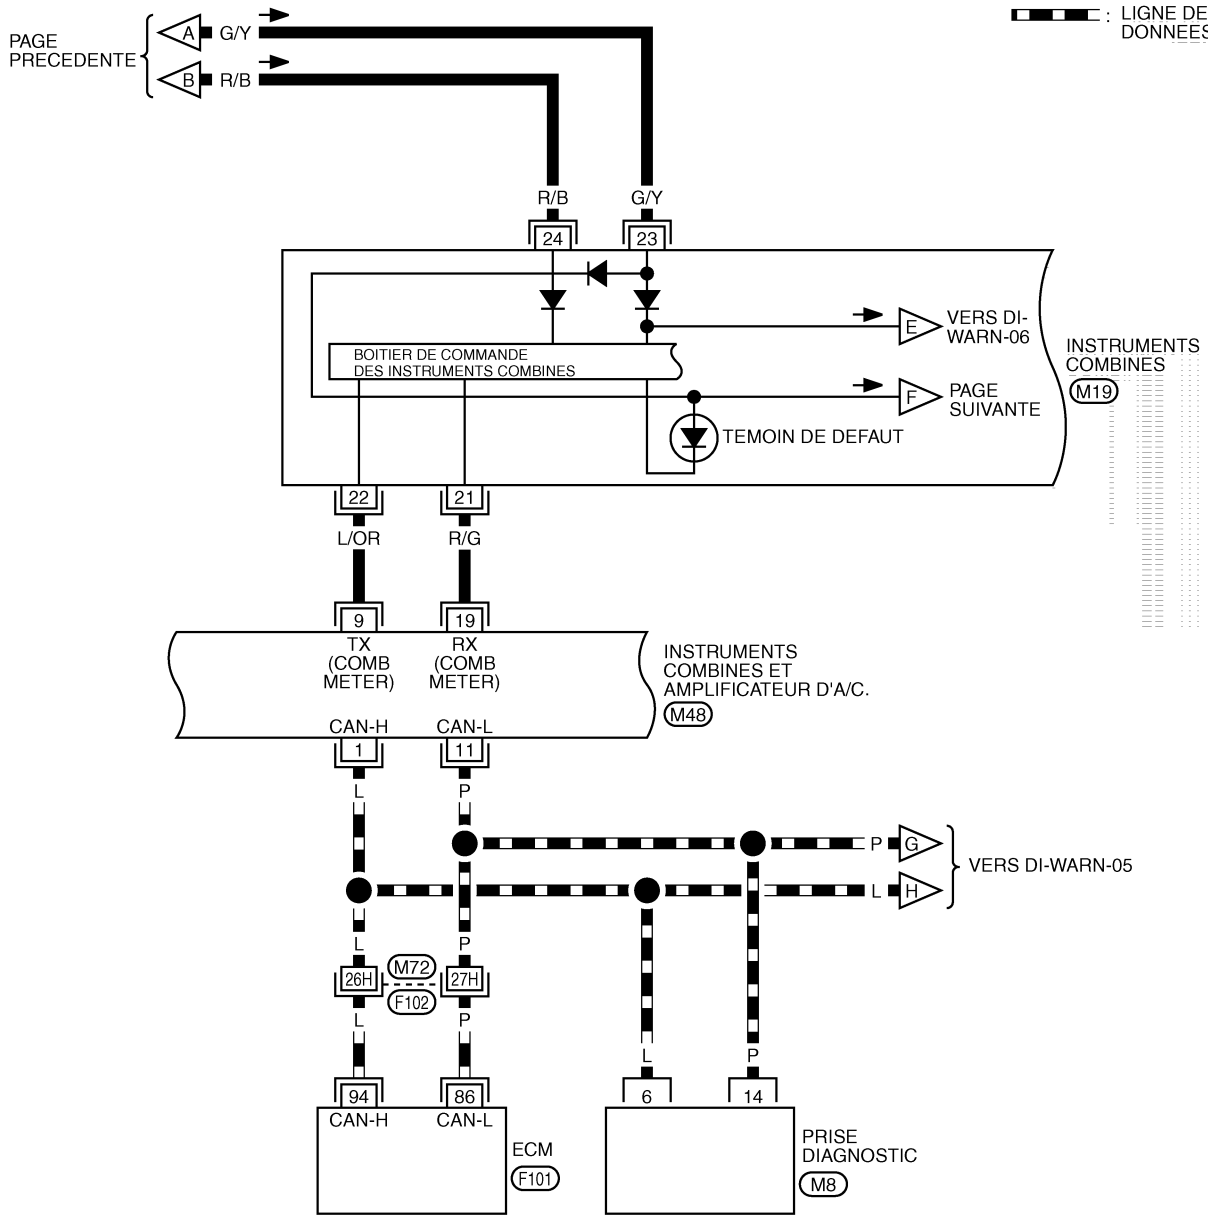 PAGE
PRECEDENTE
A G/Y
B R/B
: LIGNE DE
DONNEES
R/B G/Y
24 23
E VERS DI-
WARN-06
BOITIER DE COMMANDE
DES INSTRUMENTS COMBINES
INSTRUMENTS
COMBINES
M19
F PAGE
SUIVANTE
TEMOIN DE DEFAUT
22 21
L/OR R/G
9 19
TX RX
(COMB (COMB
METER) METER)
INSTRUMENTS
COMBINES ET
AMPLIFICATEUR D'A/C.
M48
CAN-H CAN-L
1 11
L P
P G
L H
VERS DI-WARN-05
L P
26H M72 27H
F102
L P
L P
94 86 6 14
CAN-H CAN-L
ECM
F101
PRISE
DIAGNOSTIC
M8